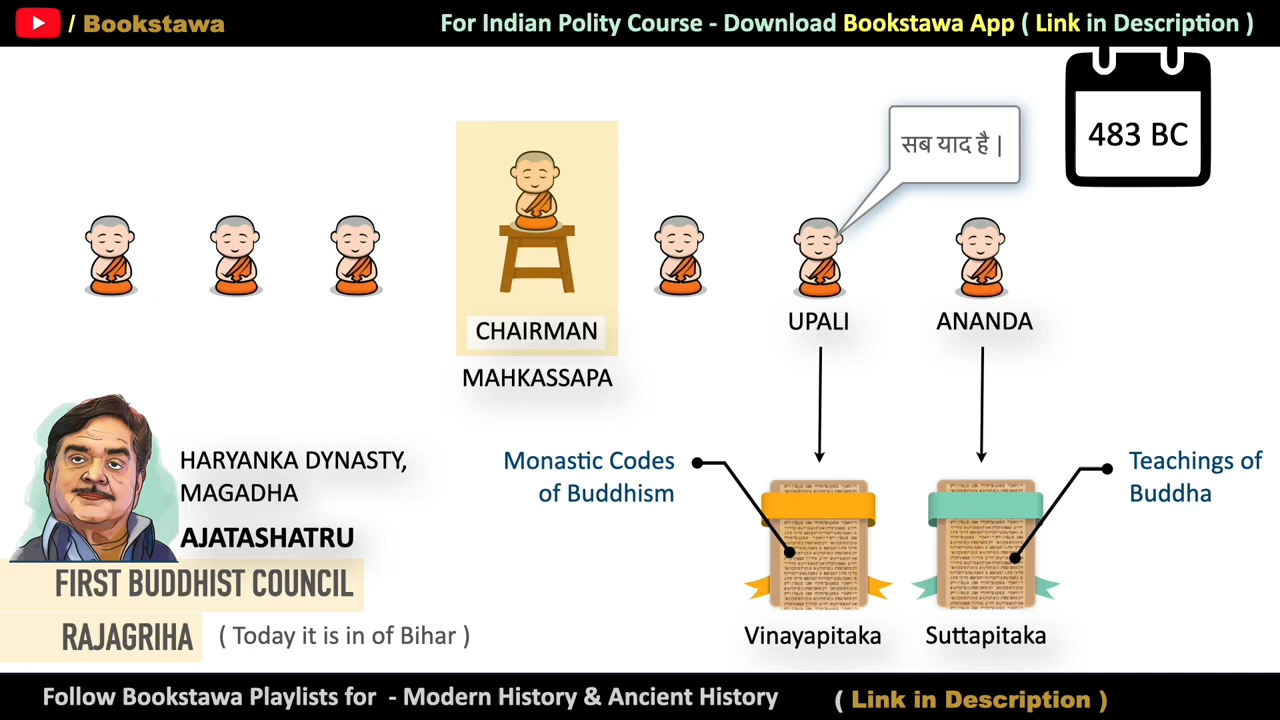 / Bookstawa
For Indian Polity Course - Download Bookstawa App ( Link in Description )
483 BC
सब याद है |
CHAIRMAN
MAHKASSAPA
UPALI
ANANDA
HARYANKA DYNASTY,
MAGADHA
AJATASHATRU
FIRST BUDDHIST COUNCIL
RAJAGRIHA ( Today it is in of Bihar )
Monastic Codes
of Buddhism
Teachings of
Buddha
Vinayapitaka
Suttapitaka
Follow Bookstawa Playlists for - Modern History & Ancient History ( Link in Description )